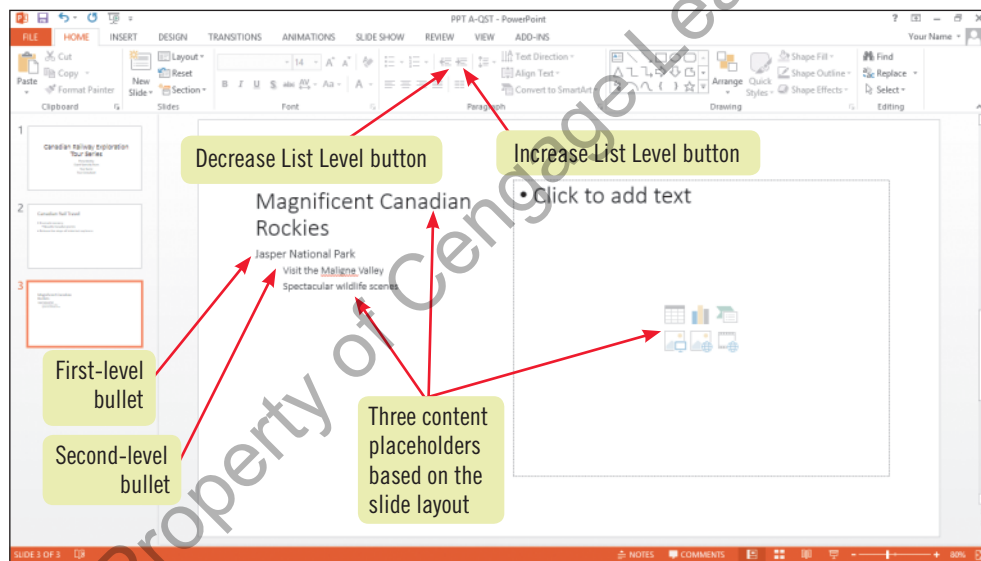 PPT A-QST - PowerPoint
FILE HOME INSERT DESIGN TRANSITIONS ANIMATIONS SLIDE SHOW REVIEW VIEW ADD-INS Your Name
Cut
Copy
Format Painter
Paste
Clipboard
New
Slide
Layout
Reset
Section
Slides
14
Font
Text Direction
Align Text
Convert to SmartArt
Paragraph
Arrange
Quick
Styles
Shape Fill
Shape Outline
Shape Effects
Drawing
Find
Replace
Select
Editing
Decrease List Level button
Increase List Level button
1
Canadian Railway Exploration
Tour Series
2
Canadian Rail Travel
3
Magnificent Canadian
Rockies
Jasper National Park
Visit the Maligne Valley
Spectacular wildlife scenes
• Click to add text
First-level
bullet
Second-level
bullet
Three content
placeholders
based on the
slide layout
SLIDE 3 OF 3
NOTES COMMENTS 80%
Property of Cengage Lea